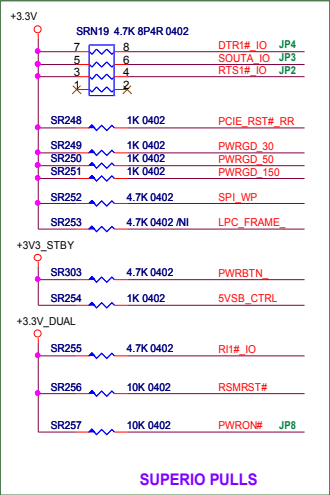 +3.3V
SRN19 4.7K 8P4R 0402
7 8 DTR1#_IO JP4
5 6 SOUTA_IO JP3
3 4 RTS1#_IO JP2
1 2
SR248 1K 0402 PCIE_RST#_RR
SR249 1K 0402 PWRGD_30
SR250 1K 0402 PWRGD_50
SR251 1K 0402 PWRGD_150
SR252 4.7K 0402 SPI_WP
SR253 4.7K 0402 /NI LPC_FRAME_
+3V3_STBY
SR303 4.7K 0402 PWRBTN_
SR254 1K 0402 5VSB_CTRL
+3.3V_DUAL
SR255 4.7K 0402 RI1#_IO
SR256 10K 0402 RSMRST#
SR257 10K 0402 PWRON# JP8
SUPERIO PULLS